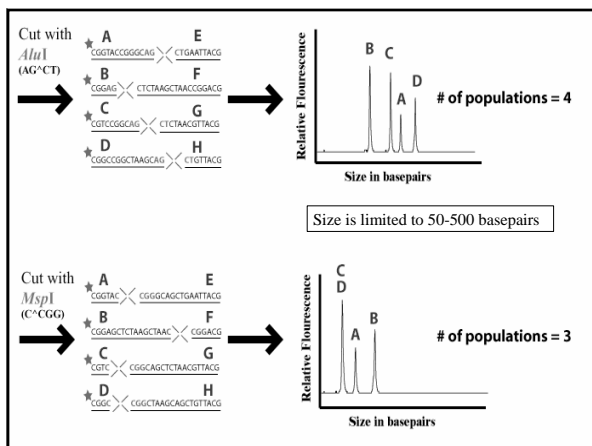 Cut with
AluI
(AG^CT)
A E
CGGTACCGGGCAG CTGAATTACG
B F
CGGAG CTCTAAGCTAACCGGACG
C G
CGTCCGGCAG CTCTAACGTTACG
D H
CGGCCGGCTAAGCAG CTGTTACG
Relative Flourescence
B
C
A
D
Size in basepairs
# of populations = 4
Size is limited to 50-500 basepairs
Cut with
MspI
(C^CGG)
A E
CGGTAC CGGGCAGCTGAATTACG
B F
CGGAGCTCTAAGCTAAC CGGACG
C G
CGTC CGGCAGCTCTAACGTTACG
D H
CGGC CGGCTAAGCAGCTGTTACG
Relative Flourescence
C
D
A
B
Size in basepairs
# of populations = 3